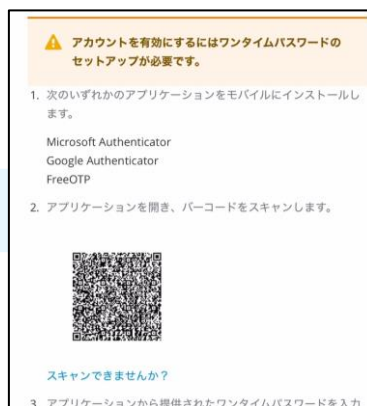 アカウントを有効にするにはワンタイムパスワードの
セットアップが必要です。
1. 次のいずれかのアプリケーションをモバイルにインストールし
ます。
Microsoft Authenticator
Google Authenticator
FreeOTP
2. アプリケーションを開き、バーコードをスキャンします。
スキャンできませんか？
3. アプリケーションから提供されたワンタイムパスワードを入力